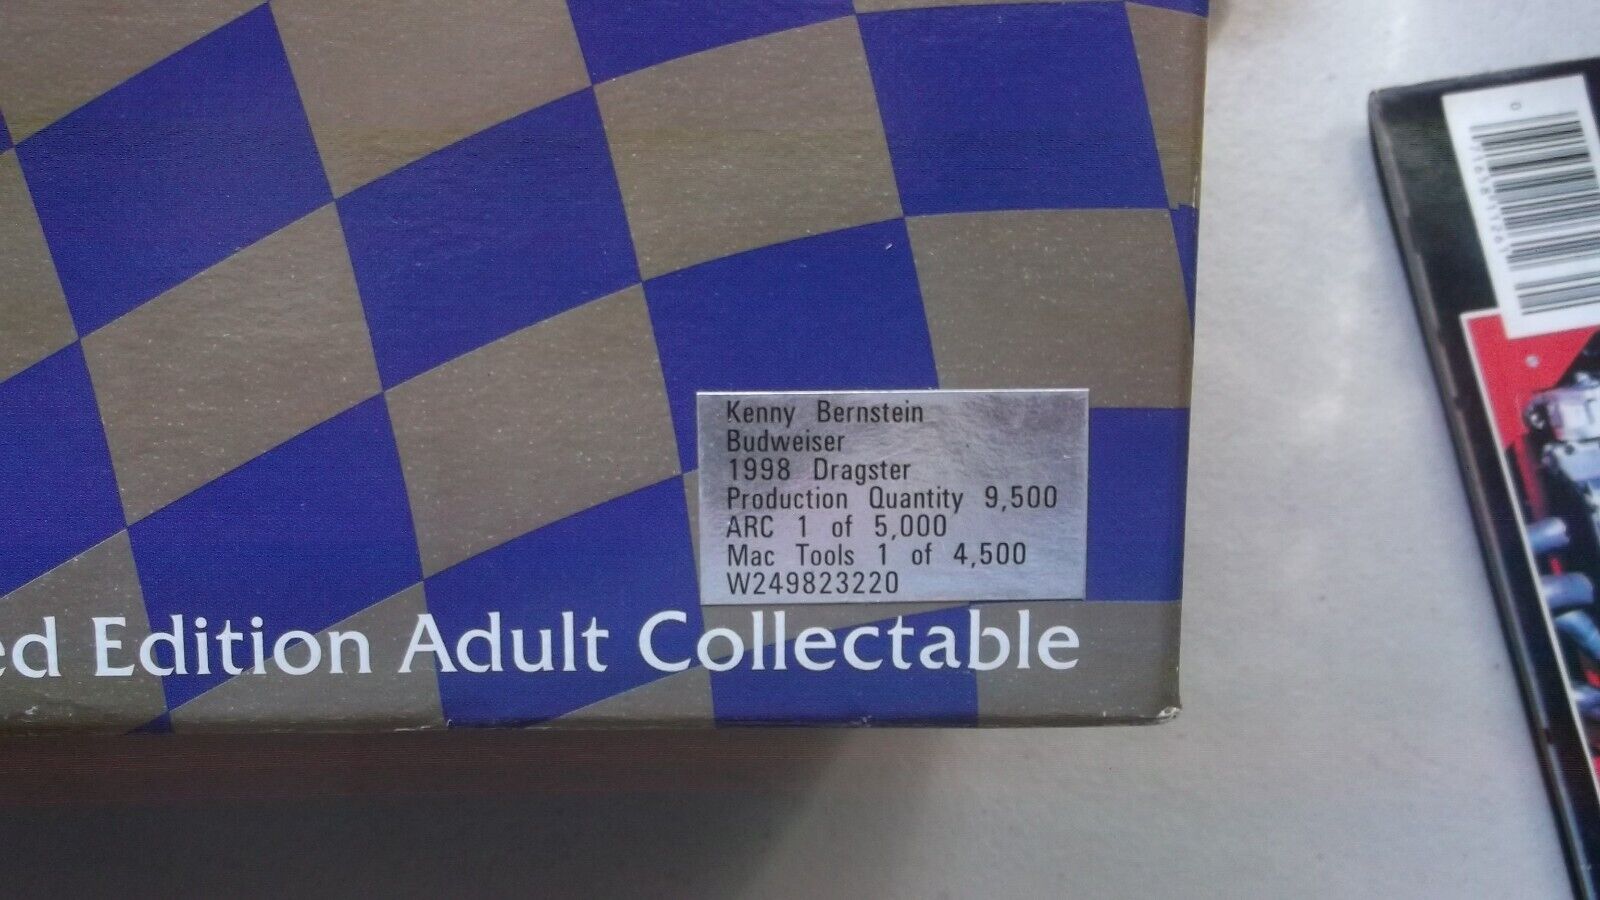 Kenny Bernstein
Budweiser
1998 Dragster
Production Quantity 9,500
ARC 1 of 5,000
Mac Tools 1 of 4,500
W249823220
ed Edition Adult Collectable
0